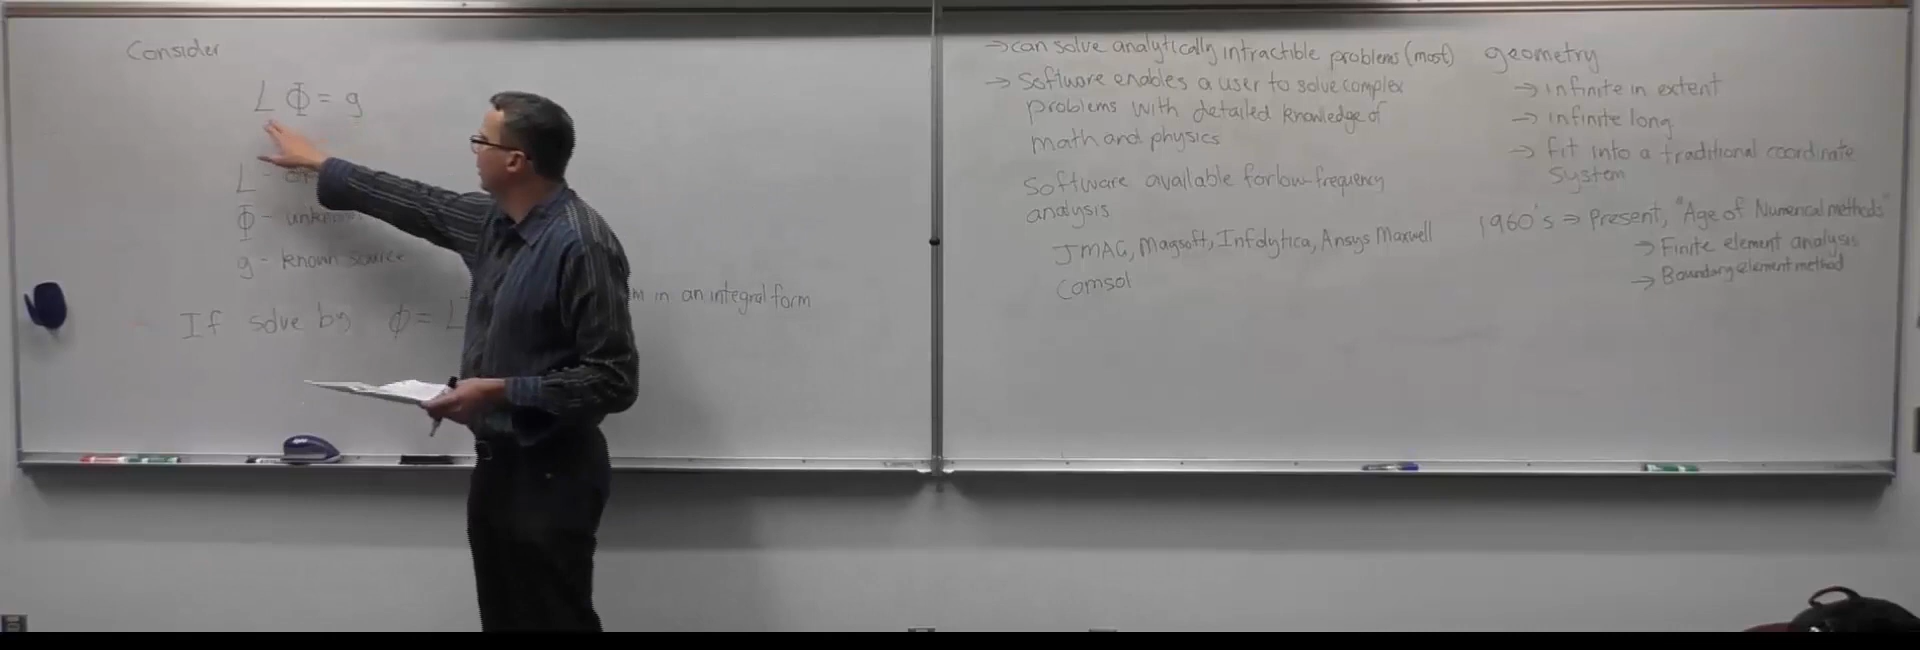 Consider
L Φ = g
L -
Φ -
g - known source
If solve by ϕ = L
in an integral form
→ can solve analytically intractible problems (most)
→ Software enables a user to solve complex
problems with detailed knowledge of
math and physics
Software available for low-frequency
analysis
JMAG, Magsoft, Infolytica, Ansys Maxwell
Comsol
geometry
→ infinite in extent
→ infinite long
→ fit into a traditional coordinate
system
1960's ⇒ Present, "Age of Numerical methods"
→ Finite element analysis
→ Boundary element method